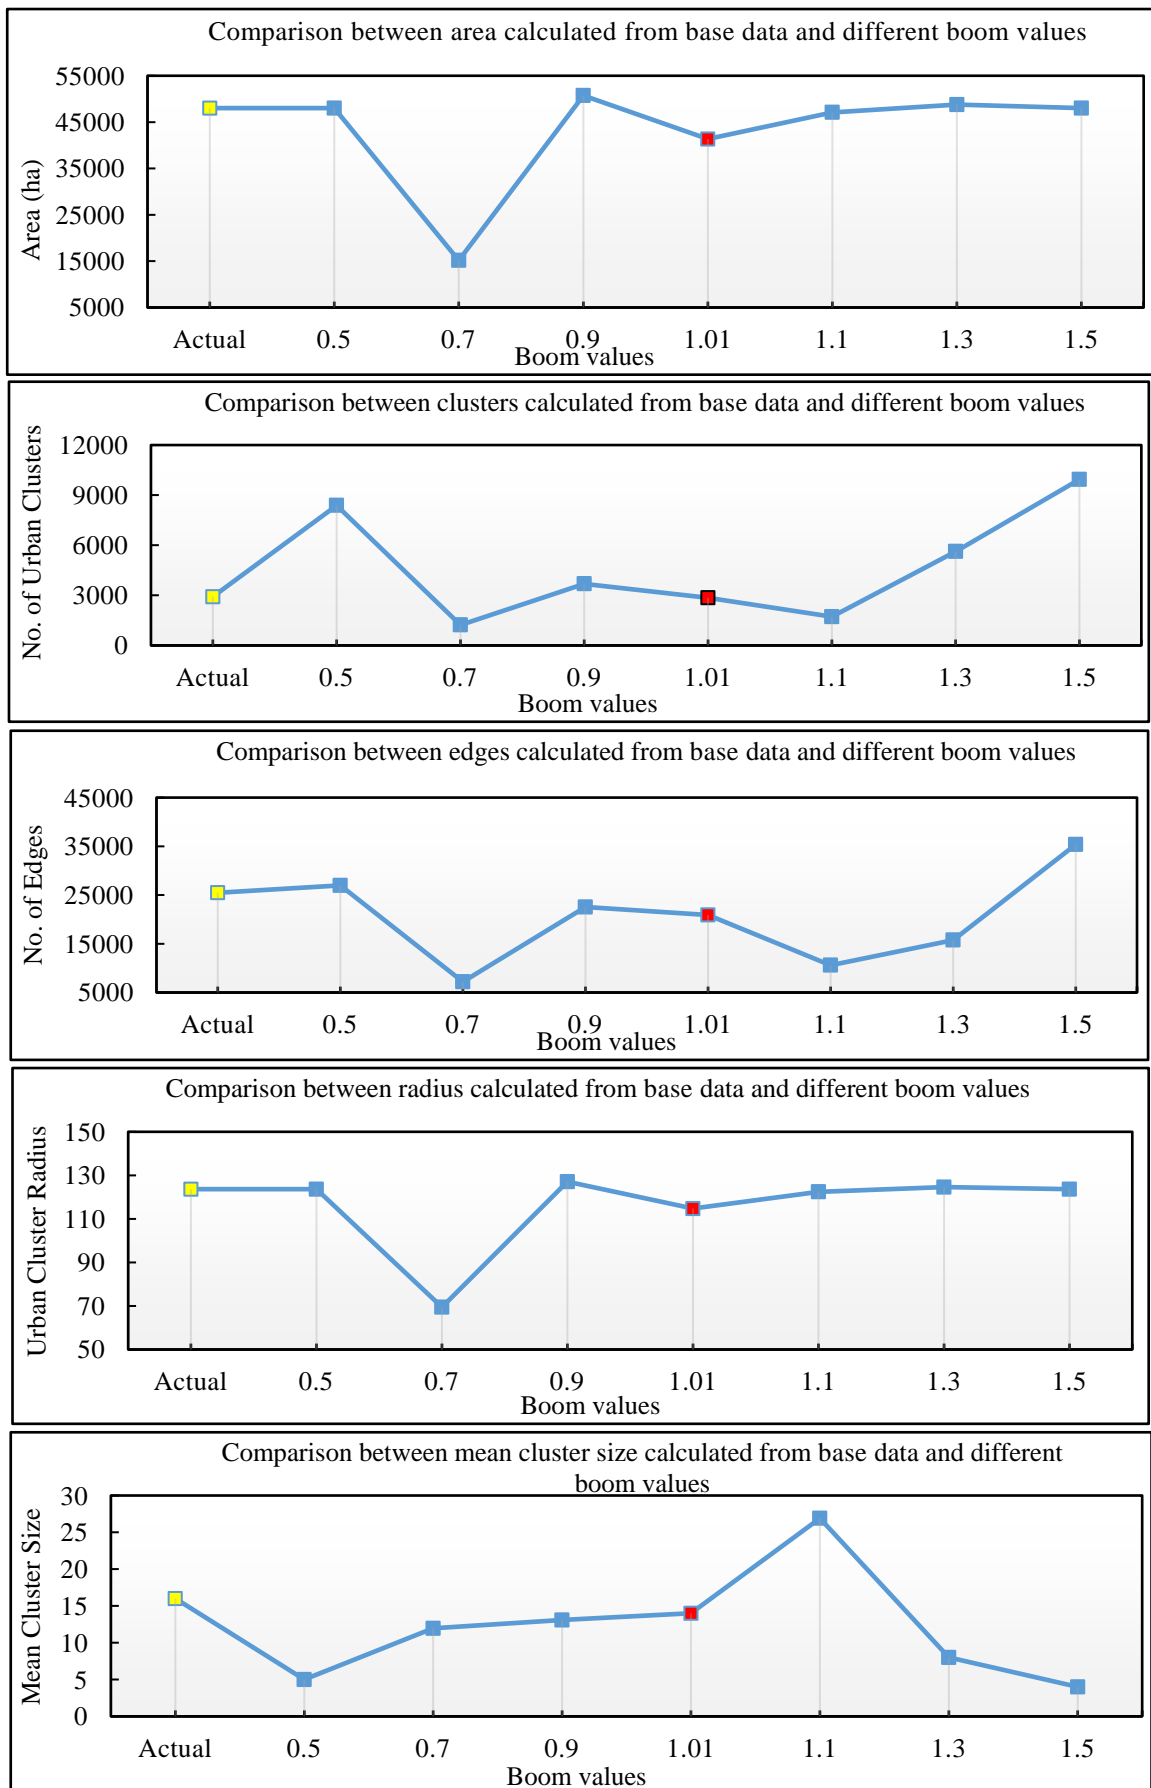 Comparison between area calculated from base data and different boom values
55000
45000
35000
25000
15000
5000
Area (ha)
Actual 0.5 0.7 0.9 1.01 1.1 1.3 1.5
Boom values
Comparison between clusters calculated from base data and different boom values
12000
9000
6000
3000
0
No. of Urban Clusters
Actual 0.5 0.7 0.9 1.01 1.1 1.3 1.5
Boom values
Comparison between edges calculated from base data and different boom values
45000
35000
25000
15000
5000
No. of Edges
Actual 0.5 0.7 0.9 1.01 1.1 1.3 1.5
Boom values
Comparison between radius calculated from base data and different boom values
150
130
110
90
70
50
Urban Cluster Radius
Actual 0.5 0.7 0.9 1.01 1.1 1.3 1.5
Boom values
Comparison between mean cluster size calculated from base data and different
boom values
30
25
20
15
10
5
0
Mean Cluster Size
Actual 0.5 0.7 0.9 1.01 1.1 1.3 1.5
Boom values